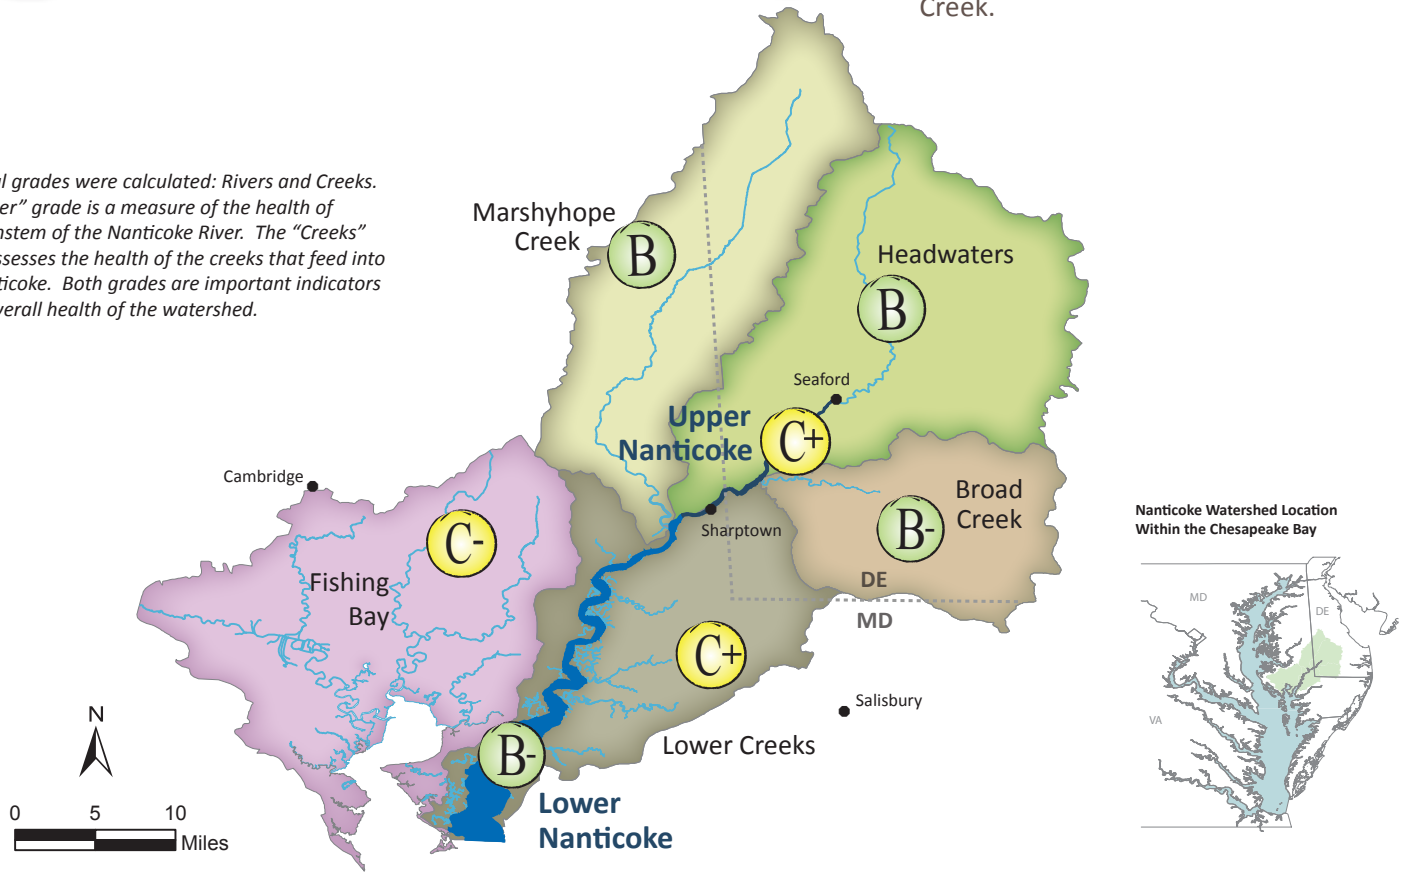 Creek.
al grades were calculated: Rivers and Creeks.
er” grade is a measure of the health of
nstem of the Nanticoke River. The “Creeks”
ssesses the health of the creeks that feed into
ticoke. Both grades are important indicators
verall health of the watershed.
Marshyhope
Creek
B
Headwaters
B
Seaford
Upper
Nanticoke
C+
Cambridge
C-
Sharptown
Broad
Creek
B-
Fishing
Bay
DE
MD
C+
Salisbury
Lower Creeks
B-
Lower
Nanticoke
N
0 5 10
Miles
Nanticoke Watershed Location
Within the Chesapeake Bay
MD
DE
VA